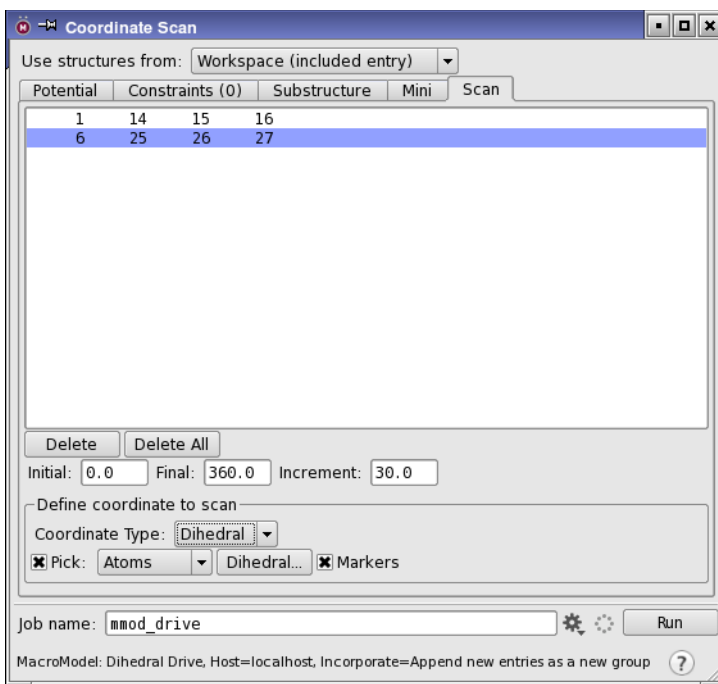 Coordinate Scan
Use structures from: Workspace (included entry)
Potential Constraints (0) Substructure Mini Scan
1 14 15 16
6 25 26 27
Delete Delete All
Initial: 0.0 Final: 360.0 Increment: 30.0
Define coordinate to scan
Coordinate Type: Dihedral
Pick: Atoms Dihedral... Markers
Job name: mmod_drive Run
MacroModel: Dihedral Drive, Host=localhost, Incorporate=Append new entries as a new group ?